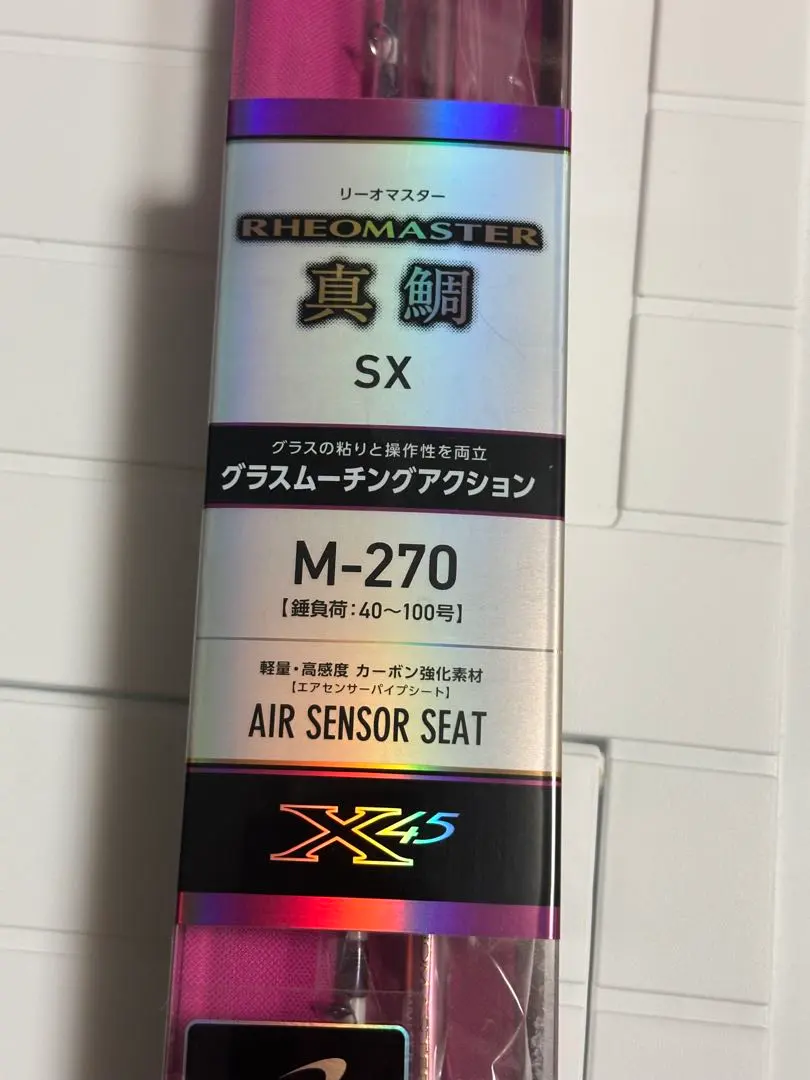 リーオマスター
RHEOMASTER
真鯛
SX
グラスの粘りと操作性を両立
グラスムーチングアクション
M-270
【錘負荷:40〜100号】
軽量・高感度 カーボン強化素材
【エアセンサーパイプシート】
AIR SENSOR SEAT
X45